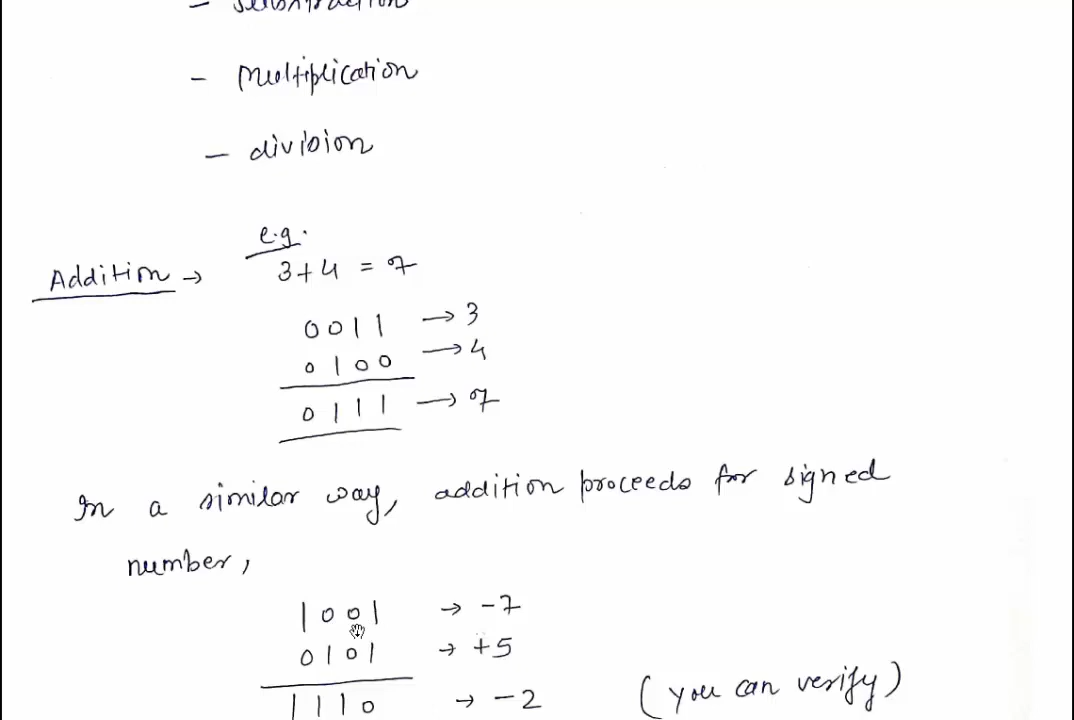 - subtraction
- multiplication
- division
e.g.
Addition → 3+4 = 7
0011 → 3
0100 → 4
0111 → 7
In a similar way, addition proceeds for signed
number,
1001 → -7
0101 → +5
1110 → -2 (you can verify)